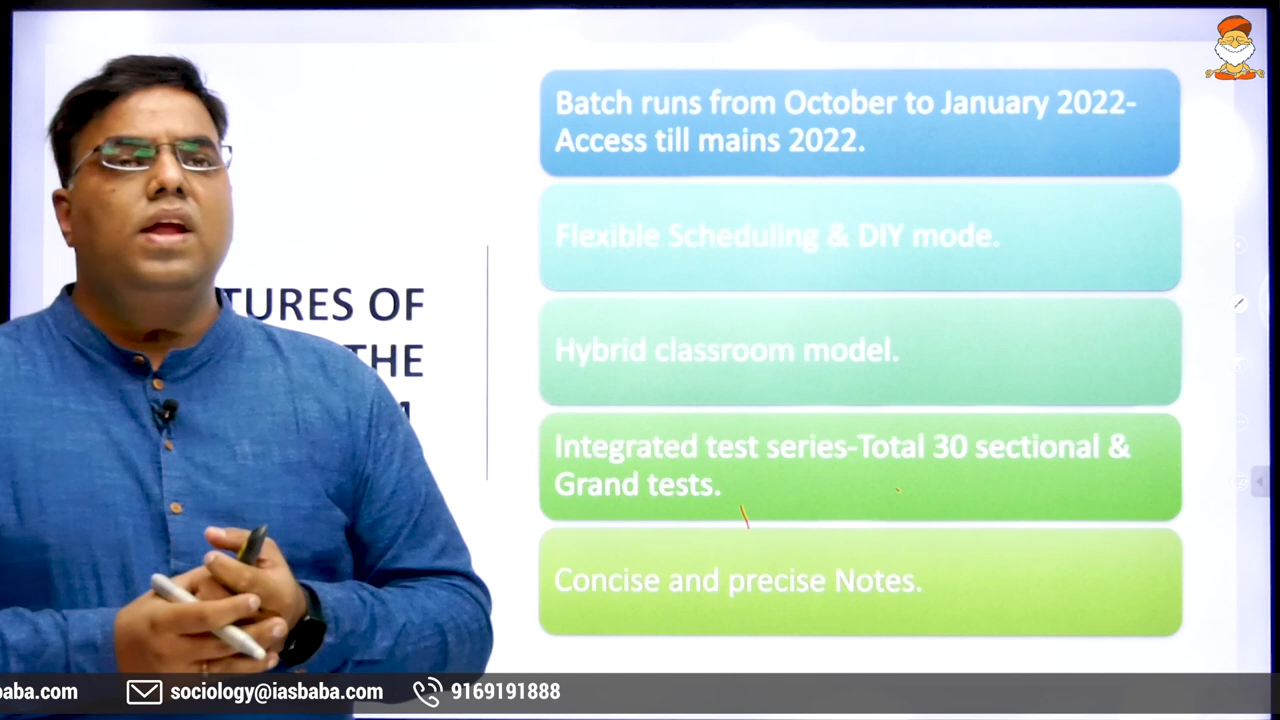 TURES OF
THE
Batch runs from October to January 2022-
Access till mains 2022.
Flexible Scheduling & DIY mode.
Hybrid classroom model.
Integrated test series-Total 30 sectional &
Grand tests.
Concise and precise Notes.
baba.com sociology@iasbaba.com 9169191888